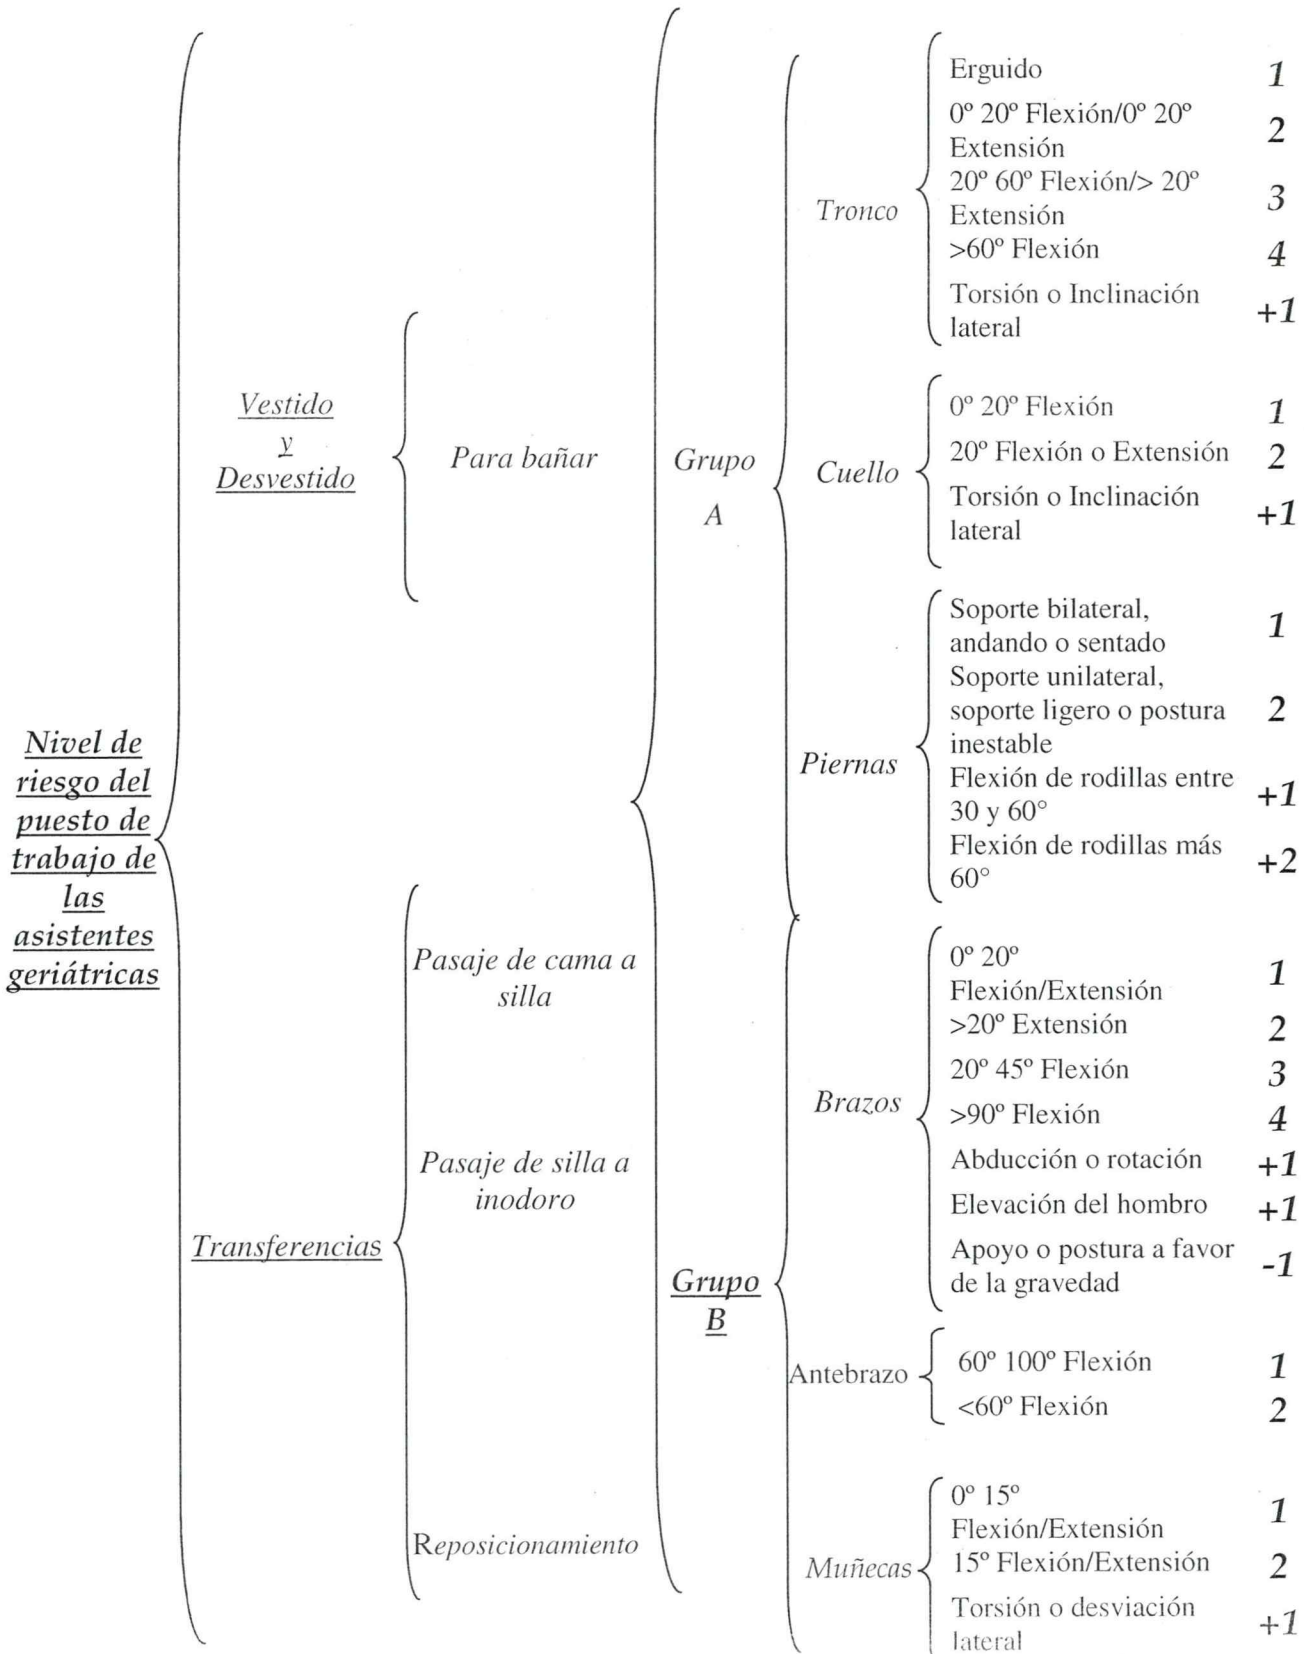 Nivel de
riesgo del
puesto de
trabajo de
las
asistentes
geriátricas
Vestido
y
Desvestido
Para bañar
Transferencias
Pasaje de cama a
silla
Pasaje de silla a
inodoro
Reposicionamiento
Grupo
A
Tronco
Erguido 1
0º 20º Flexión/0º 20º
Extensión 2
20º 60º Flexión/> 20º
Extensión 3
>60º Flexión 4
Torsión o Inclinación
lateral +1
Cuello
0º 20º Flexión 1
20º Flexión o Extensión 2
Torsión o Inclinación
lateral +1
Piernas
Soporte bilateral,
andando o sentado 1
Soporte unilateral,
soporte ligero o postura 2
inestable
Flexión de rodillas entre
30 y 60° +1
Flexión de rodillas más
60° +2
Grupo
B
Brazos
0º 20º
Flexión/Extensión 1
>20º Extensión 2
20º 45º Flexión 3
>90º Flexión 4
Abducción o rotación +1
Elevación del hombro +1
Apoyo o postura a favor
de la gravedad -1
Antebrazo
60º 100º Flexión 1
<60º Flexión 2
Muñecas
0º 15º
Flexión/Extensión 1
15º Flexión/Extensión 2
Torsión o desviación
lateral +1